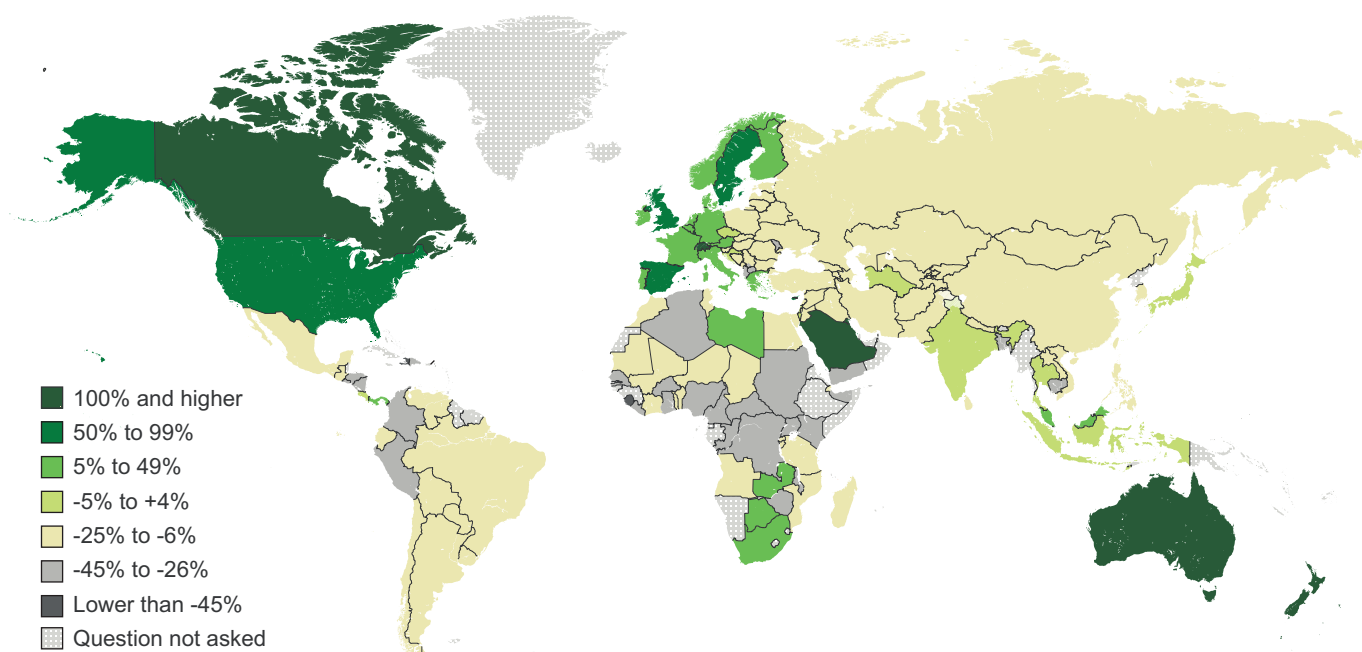 100% and higher
50% to 99%
5% to 49%
-5% to +4%
-25% to -6%
-45% to -26%
Lower than -45%
Question not asked